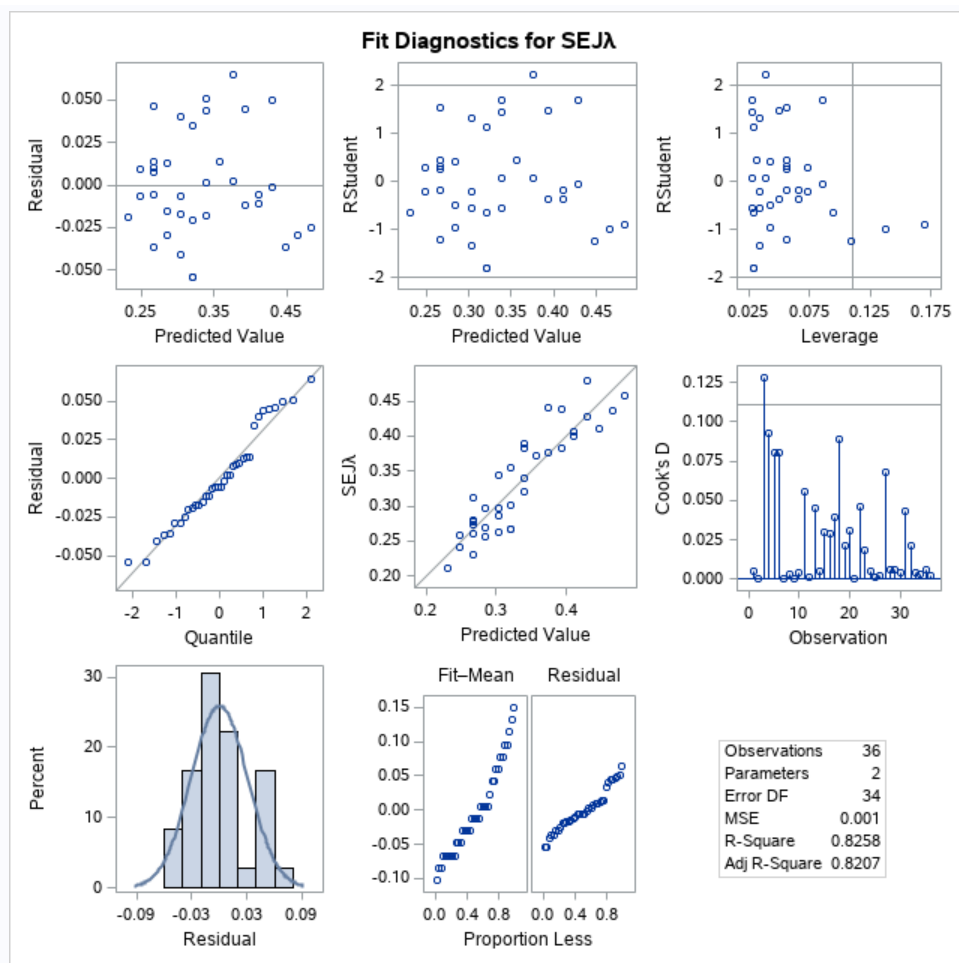 Fit Diagnostics for SEJλ
Residual
0.050
0.025
0.000
-0.025
-0.050
0.25 0.35 0.45
Predicted Value
RStudent
2
1
0
-1
-2
0.25 0.30 0.35 0.40 0.45
Predicted Value
RStudent
2
1
0
-1
-2
0.025 0.075 0.125 0.175
Leverage
Residual
0.050
0.025
0.000
-0.025
-0.050
-2 -1 0 1 2
Quantile
SEJλ
0.45
0.40
0.35
0.30
0.25
0.20
0.2 0.3 0.4
Predicted Value
Cook's D
0.125
0.100
0.075
0.050
0.025
0.000
0 10 20 30
Observation
Percent
30
20
10
0
-0.09 -0.03 0.03 0.09
Residual
Fit–Mean Residual
0.15
0.10
0.05
0.00
-0.05
-0.10
0.0 0.4 0.8 0.0 0.4 0.8
Proportion Less
Observations 36
Parameters 2
Error DF 34
MSE 0.001
R-Square 0.8258
Adj R-Square 0.8207